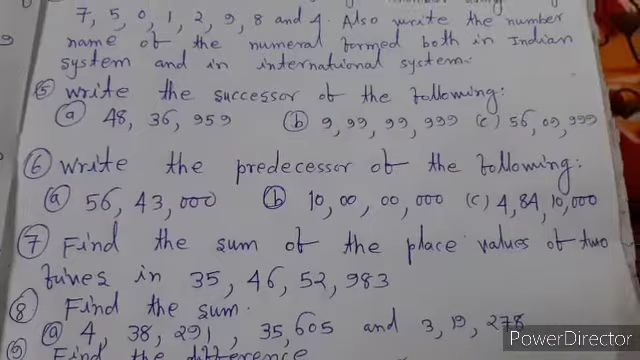 7, 5, 0, 1, 2, 9, 8 and 4. Also write the number
name of the numeral formed both in Indian
system and in international system.
⑤ Write the successor of the following:
ⓐ 48, 36, 959 ⓑ 9, 99, 99, 999 (c) 56, 09, 999
⑥ Write the predecessor of the following:
ⓐ 56, 43, 000 ⓑ 10, 00, 00, 000 (c) 4, 84, 10, 000
⑦ Find the sum of the place values of two
fives in 35, 46, 52, 983
⑧ Find the sum.
ⓐ 4, 38, 291, 35, 605 and 3, 19, 278
⑨ Find the difference
PowerDirector